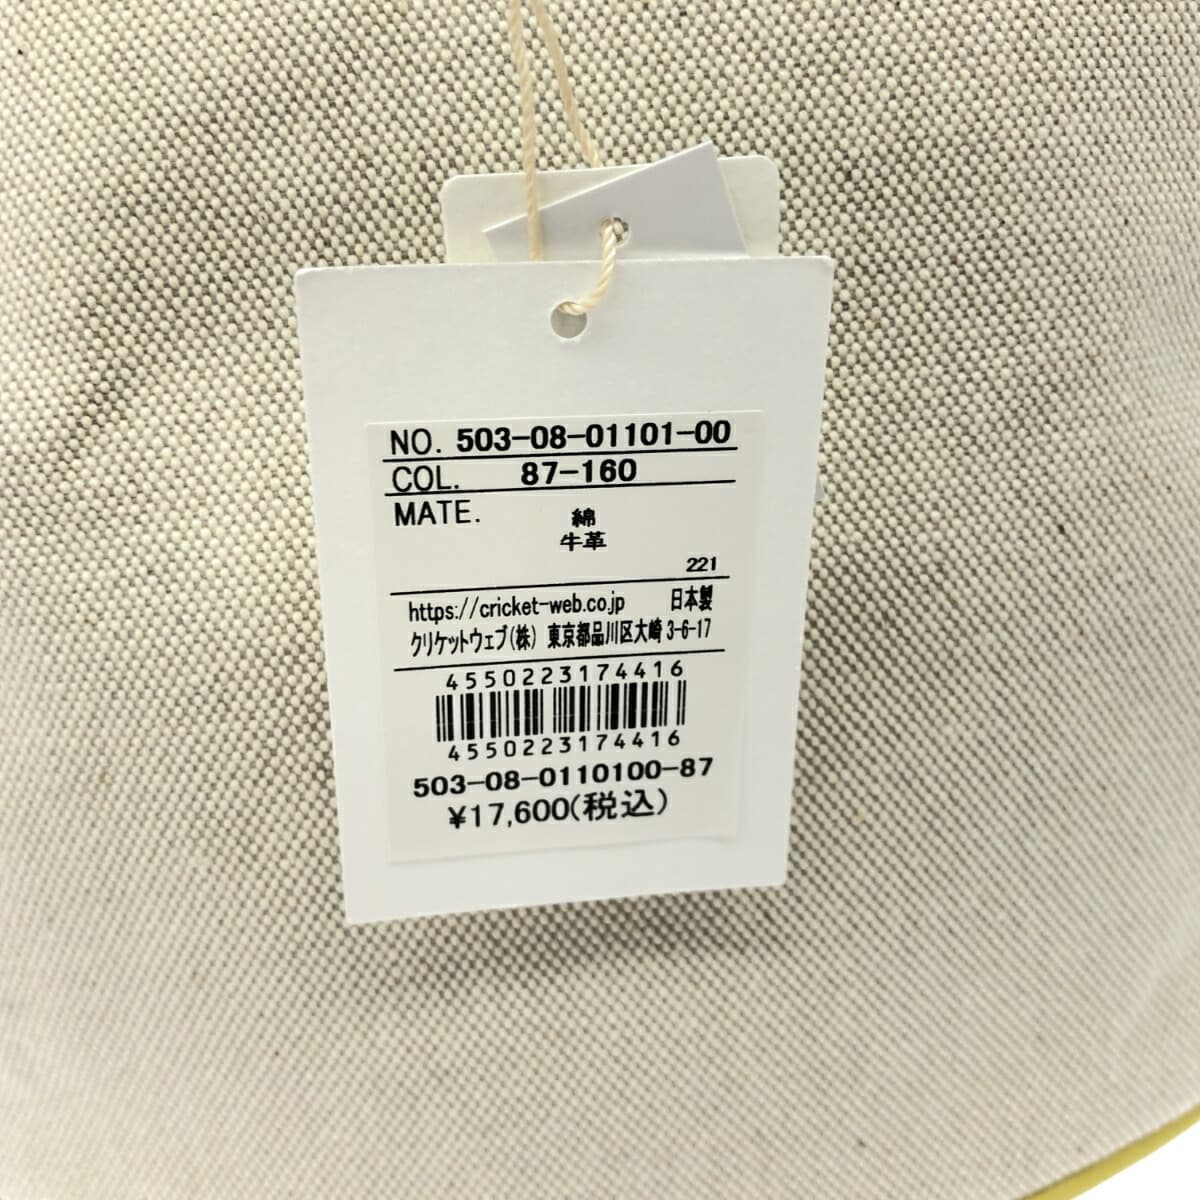 NO. 503-08-01101-00
COL. 87-160
MATE. 綿
牛革
221
https://cricket-web.co.jp 日本製
クリケットウェブ(株) 東京都品川区大崎 3-6-17
4550223174416
4550223174416
503-08-0110100-87
¥17,600(税込)